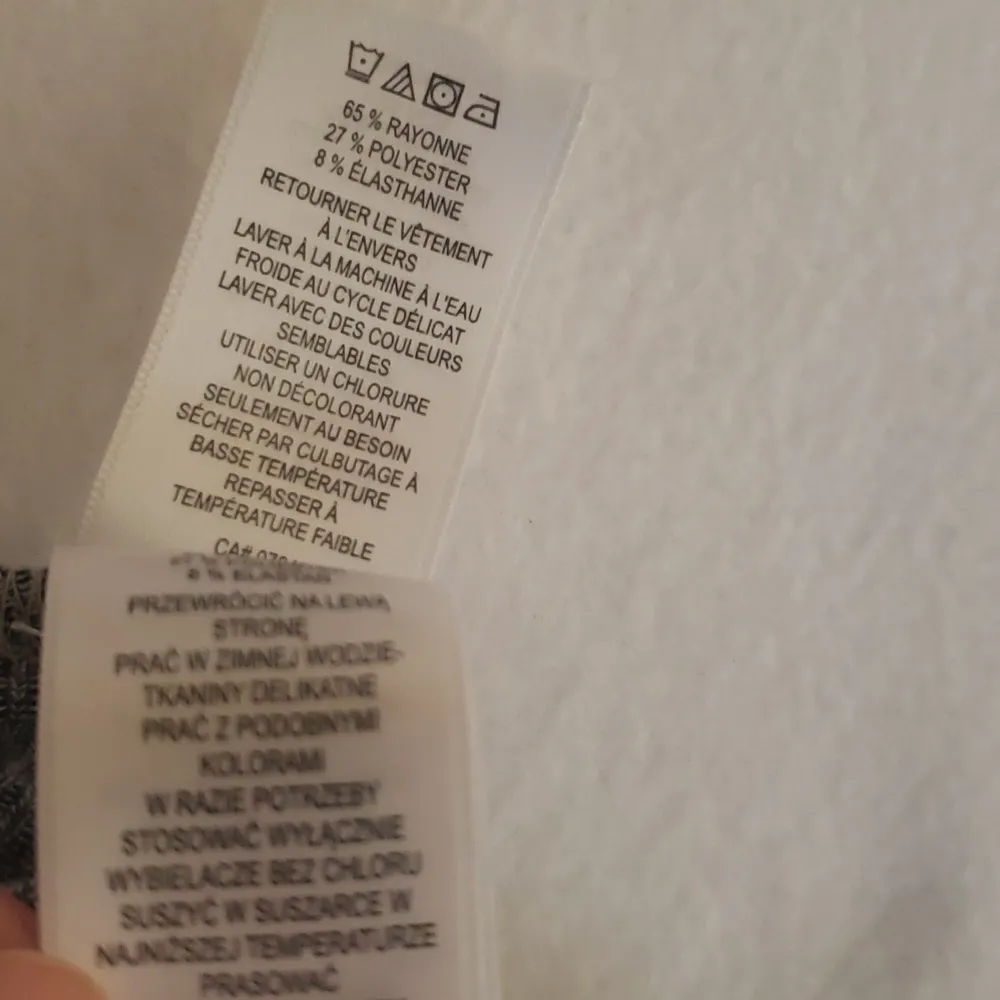 65 % RAYONNE
27 % POLYESTER
8 % ÉLASTHANNE
RETOURNER LE VÊTEMENT
À L'ENVERS
LAVER À LA MACHINE À L'EAU
FROIDE AU CYCLE DÉLICAT
LAVER AVEC DES COULEURS
SEMBLABLES
UTILISER UN CHLORURE
NON DÉCOLORANT
SEULEMENT AU BESOIN
SÉCHER PAR CULBUTAGE À
BASSE TEMPÉRATURE
REPASSER À
TEMPÉRATURE FAIBLE
CA#
8 % ELASTAN
PRZEWRÓCIĆ NA LEWĄ
STRONĘ
PRAĆ W ZIMNEJ WODZIE-
TKANINY DELIKATNE
PRAĆ Z PODOBNYMI
KOLORAMI
W RAZIE POTRZEBY
STOSOWAĆ WYŁĄCZNIE
WYBIELACZE BEZ CHLORU
SUSZYĆ W SUSZARCE W
NAJNIŻSZEJ TEMPERATURZE
PRASOWAĆ